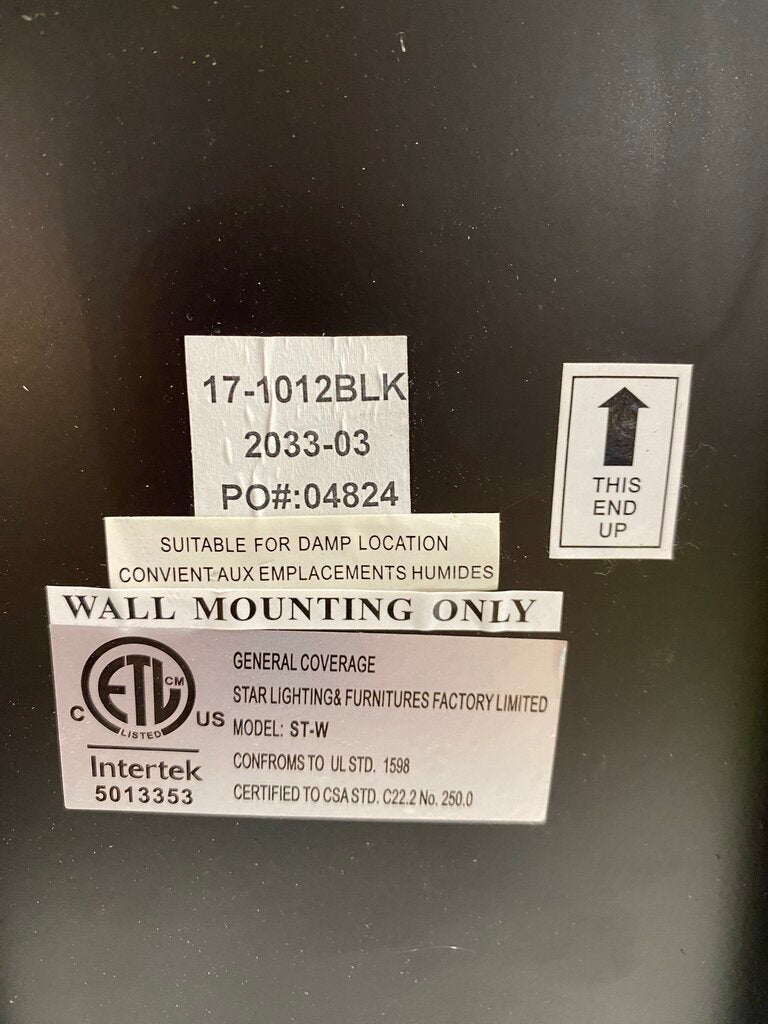 17-1012BLK
2033-03
PO#:04824
THIS
END
UP
SUITABLE FOR DAMP LOCATION
CONVIENT AUX EMPLACEMENTS HUMIDES
WALL MOUNTING ONLY
ETL
CM
LISTED
C
US
Intertek
5013353
GENERAL COVERAGE
STAR LIGHTING& FURNITURES FACTORY LIMITED
MODEL: ST-W
CONFROMS TO UL STD. 1598
CERTIFIED TO CSA STD. C22.2 No. 250.0